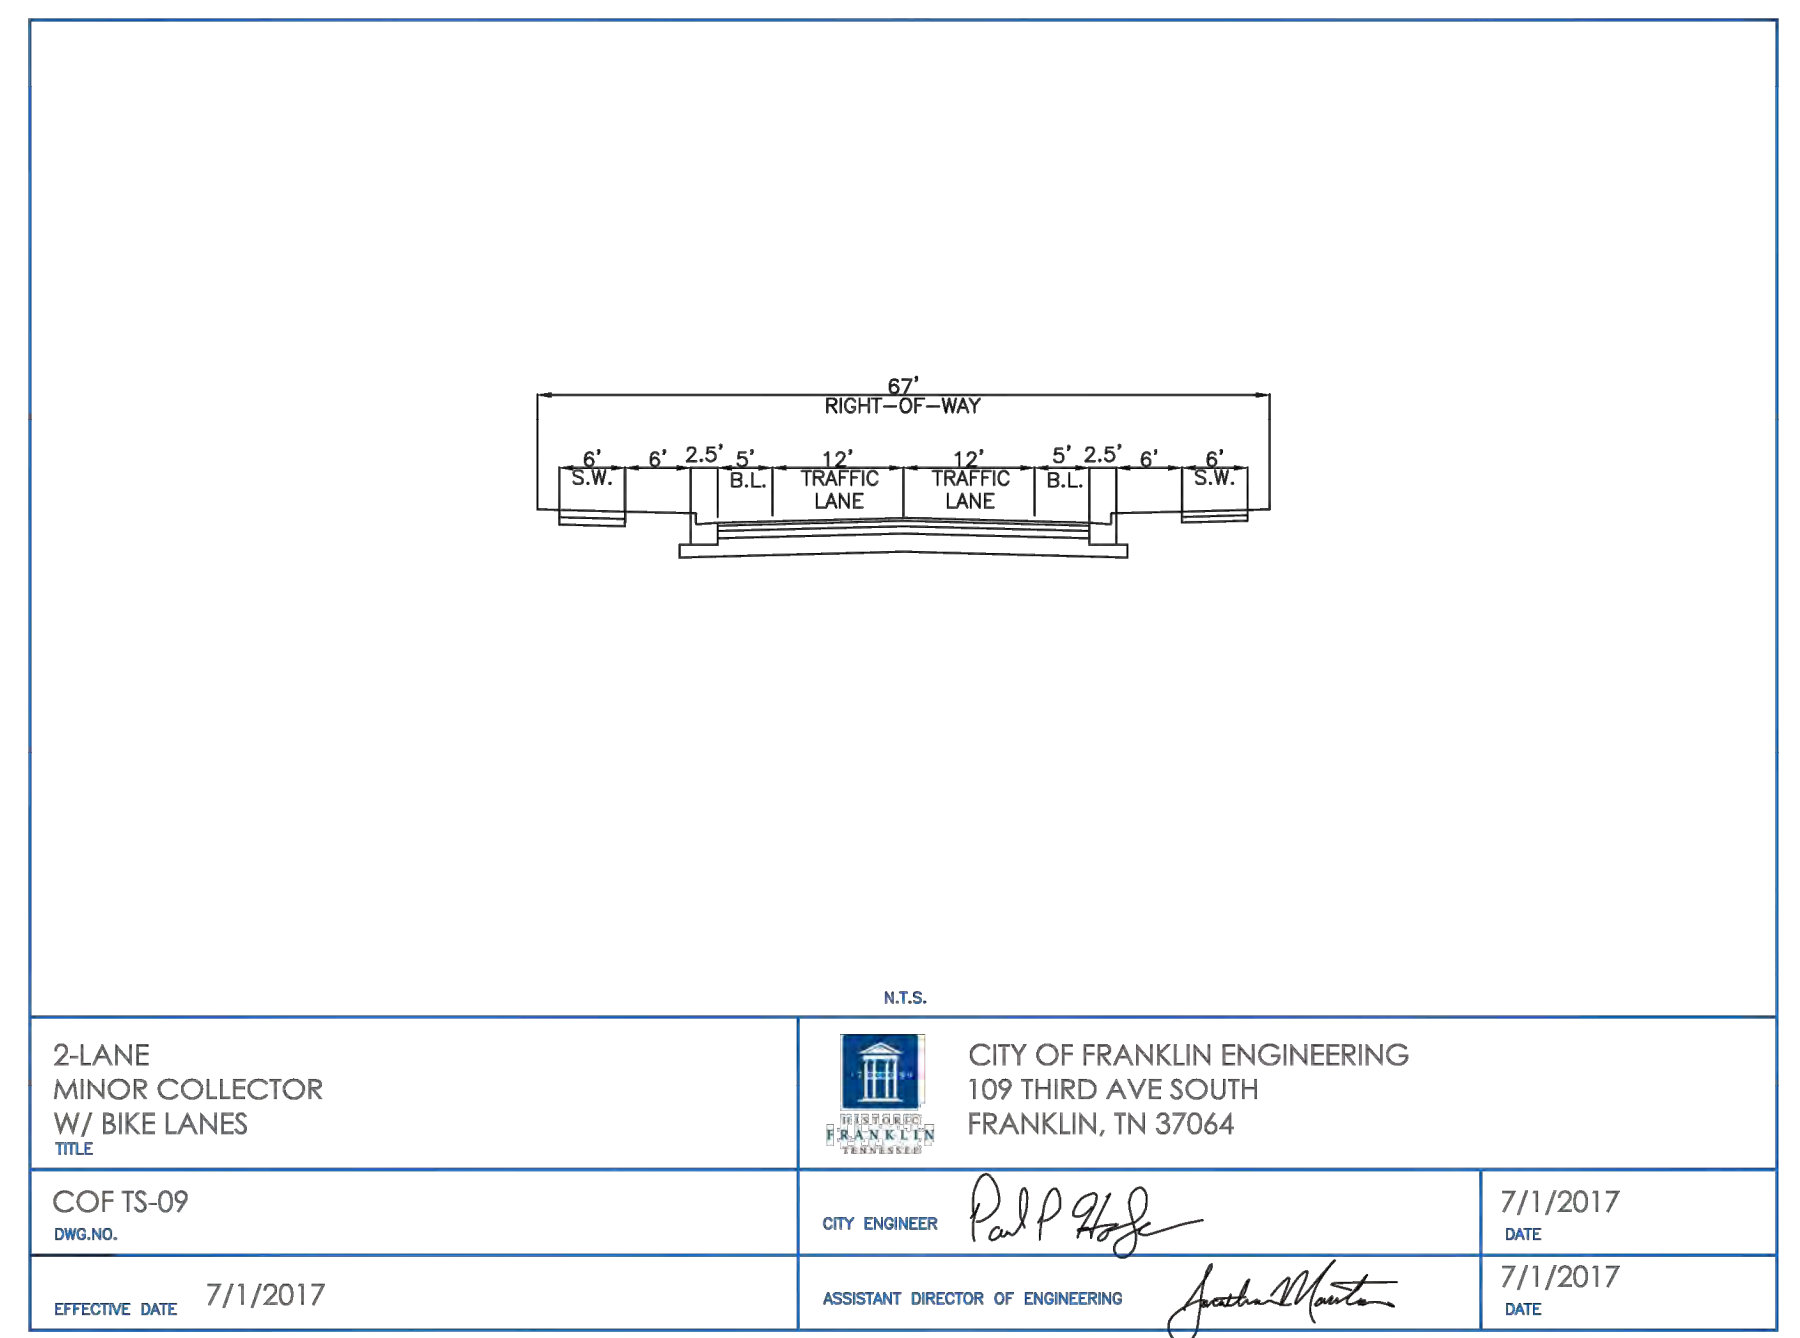 67'
RIGHT-OF-WAY
6' 6' 2.5' 5' 12' 12' 5' 2.5' 6' 6'
S.W. B.L. TRAFFIC TRAFFIC B.L. S.W.
LANE LANE
N.T.S.
2-LANE
MINOR COLLECTOR
W/ BIKE LANES
TITLE
HISTORIC
FRANKLIN
TENNESSEE
CITY OF FRANKLIN ENGINEERING
109 THIRD AVE SOUTH
FRANKLIN, TN 37064
COF TS-09
DWG.NO.
CITY ENGINEER
7/1/2017
DATE
EFFECTIVE DATE 7/1/2017
ASSISTANT DIRECTOR OF ENGINEERING
7/1/2017
DATE